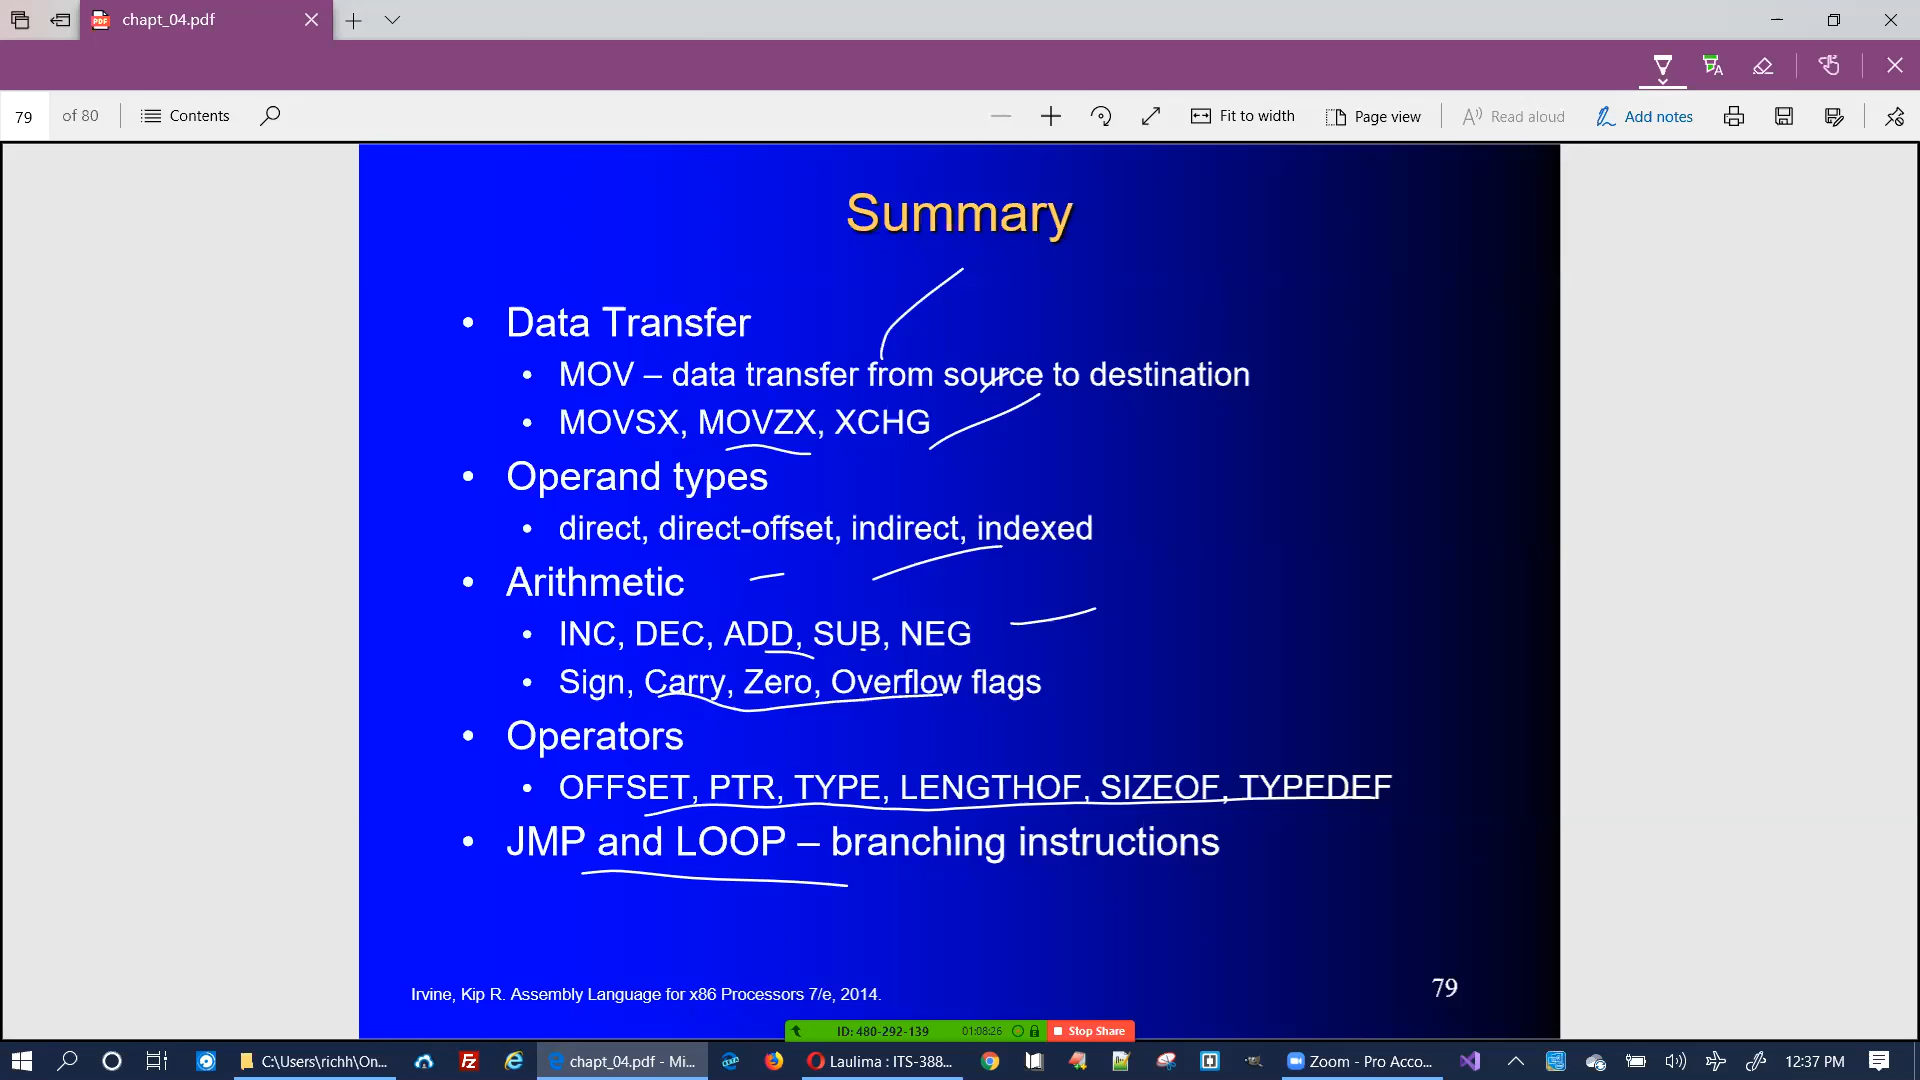 chapt_04.pdf
79 of 80 Contents Fit to width Page view Read aloud Add notes
Summary
• Data Transfer
• MOV – data transfer from source to destination
• MOVSX, MOVZX, XCHG
• Operand types
• direct, direct-offset, indirect, indexed
• Arithmetic
• INC, DEC, ADD, SUB, NEG
• Sign, Carry, Zero, Overflow flags
• Operators
• OFFSET, PTR, TYPE, LENGTHOF, SIZEOF, TYPEDEF
• JMP and LOOP – branching instructions
Irvine, Kip R. Assembly Language for x86 Processors 7/e, 2014.
79
ID: 480-292-139 01:08:26 Stop Share
C:\Users\richh\On... chapt_04.pdf - Mi... Laulima : ITS-388... Zoom - Pro Acco... 12:37 PM